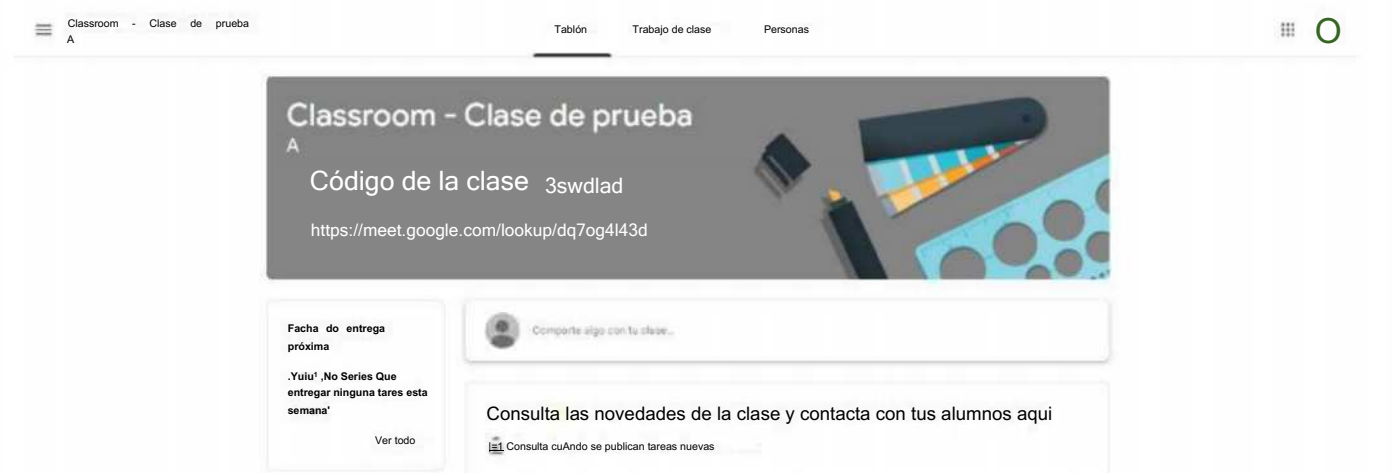 Classroom - Clase de prueba
A
Tablón Trabajo de clase Personas
O
Classroom - Clase de prueba
A
Código de la clase 3swdlad
https://meet.google.com/lookup/dq7og4l43d
Facha do entrega
próxima
.Yuiu¹ ,No Series Que
entregar ninguna tares esta
semana'
Ver todo
Comparte algo con tu clase...
Consulta las novedades de la clase y contacta con tus alumnos aqui
Consulta cuAndo se publican tareas nuevas